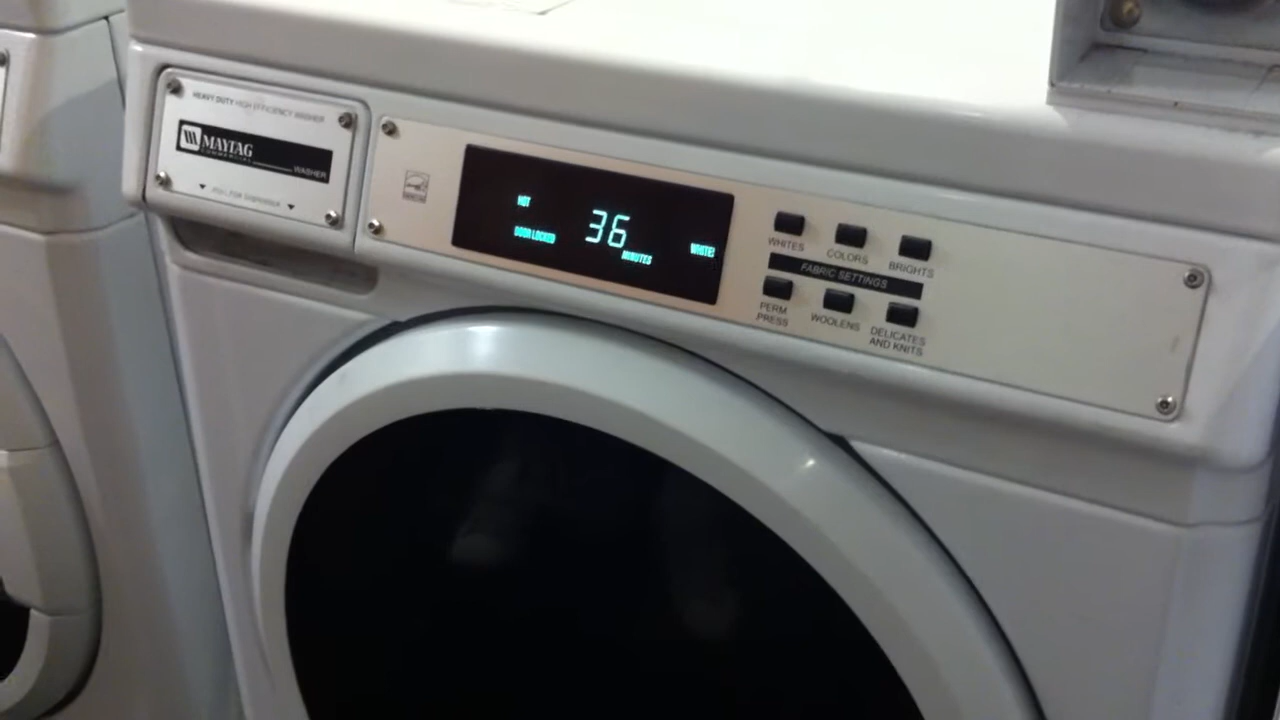 HEAVY DUTY HIGH EFFICIENCY WASHER
MAYTAG
COMMERCIAL
WASHER
HOT
DOOR LOCKED
36
MINUTES
WHITES
WHITES
COLORS
BRIGHTS
FABRIC SETTINGS
PERM
PRESS
WOOLENS
DELICATES
AND KNITS